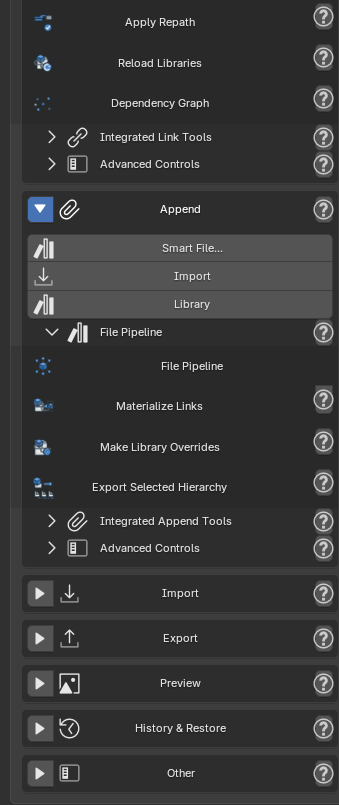 Apply Repath
Reload Libraries
Dependency Graph
Integrated Link Tools
Advanced Controls
Append
Smart File...
Import
Library
File Pipeline
File Pipeline
Materialize Links
Make Library Overrides
Export Selected Hierarchy
Integrated Append Tools
Advanced Controls
Import
Export
Preview
History & Restore
Other